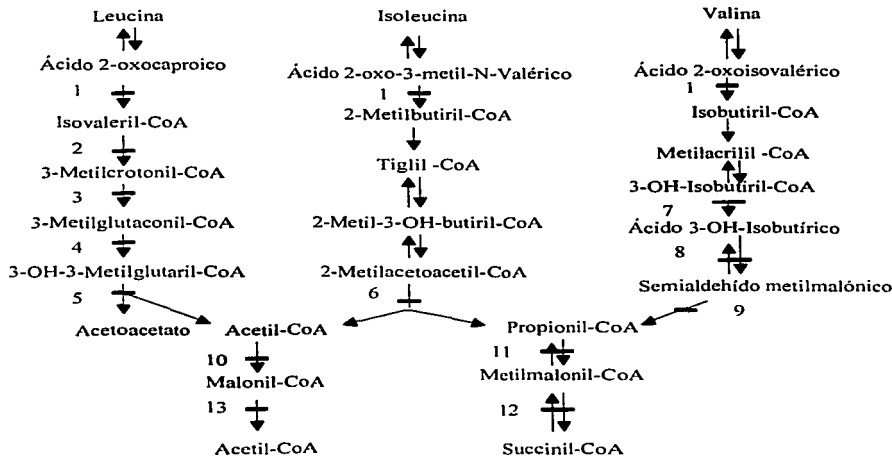 Leucina Isoleucina Valina
Ácido 2-oxocaproico Ácido 2-oxo-3-metil-N-Valérico Ácido 2-oxoisovalérico
1 1 1
Isovaleril-CoA 2-Metilbutiril-CoA Isobutiril-CoA
2
3-Metilcrotonil-CoA Tiglil -CoA Metilacrilil -CoA
3 3-OH-Isobutiril-CoA
3-Metilglutaconil-CoA 2-Metil-3-OH-butiril-CoA 7
4 Ácido 3-OH-Isobutírico
3-OH-3-Metilglutaril-CoA 2-Metilacetoacetil-CoA 8
5 6 Semialdehído metilmalónico
9
Acetoacetato Acetil-CoA Propionil-CoA
10 11
Malonil-CoA Metilmalonil-CoA
13 12
Acetil-CoA Succinil-CoA